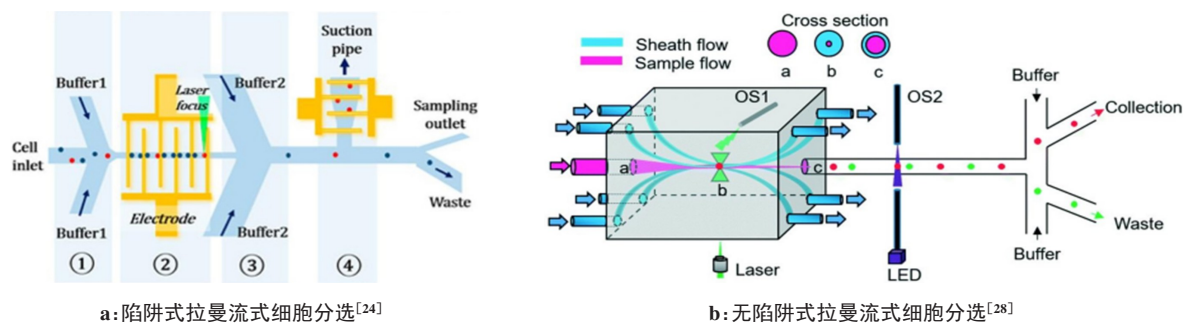 Buffer1
Buffer2
Suction
pipe
Laser
focus
Sampling
outlet
Cell
inlet
Electrode
Waste
Buffer1
Buffer2
① ② ③ ④
a:陷阱式拉曼流式细胞分选[24]
Cross section
Sheath flow
Sample flow
a b c
OS1
OS2
Buffer
Collection
a
b
c
Waste
Laser
LED
Buffer
b:无陷阱式拉曼流式细胞分选[28]